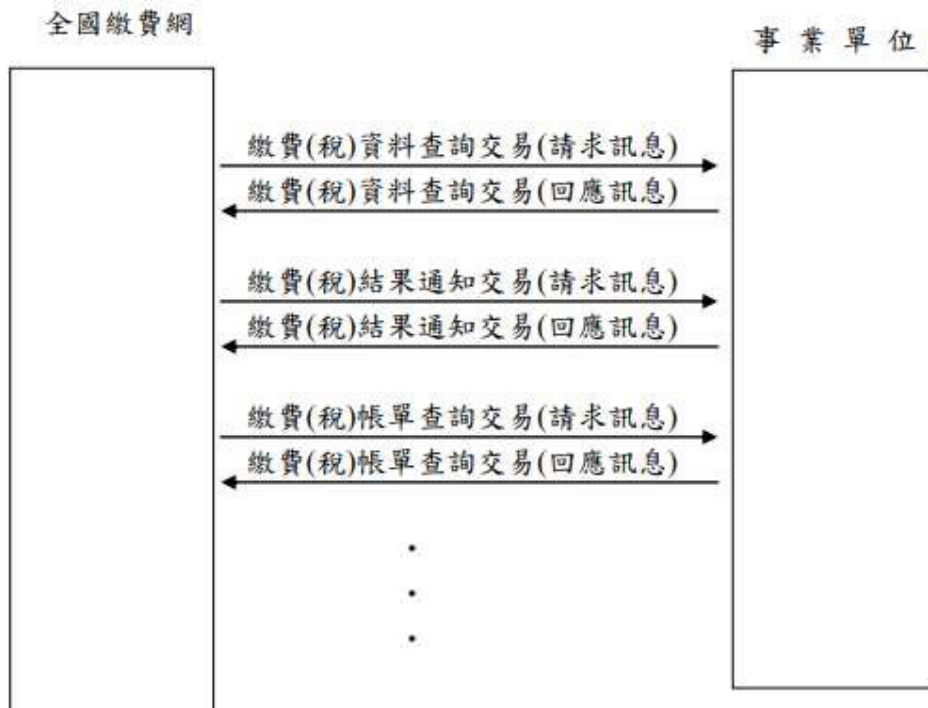 全國繳費網
事業單位
繳費(稅)資料查詢交易(請求訊息)
繳費(稅)資料查詢交易(回應訊息)
繳費(稅)結果通知交易(請求訊息)
繳費(稅)結果通知交易(回應訊息)
繳費(稅)帳單查詢交易(請求訊息)
繳費(稅)帳單查詢交易(回應訊息)